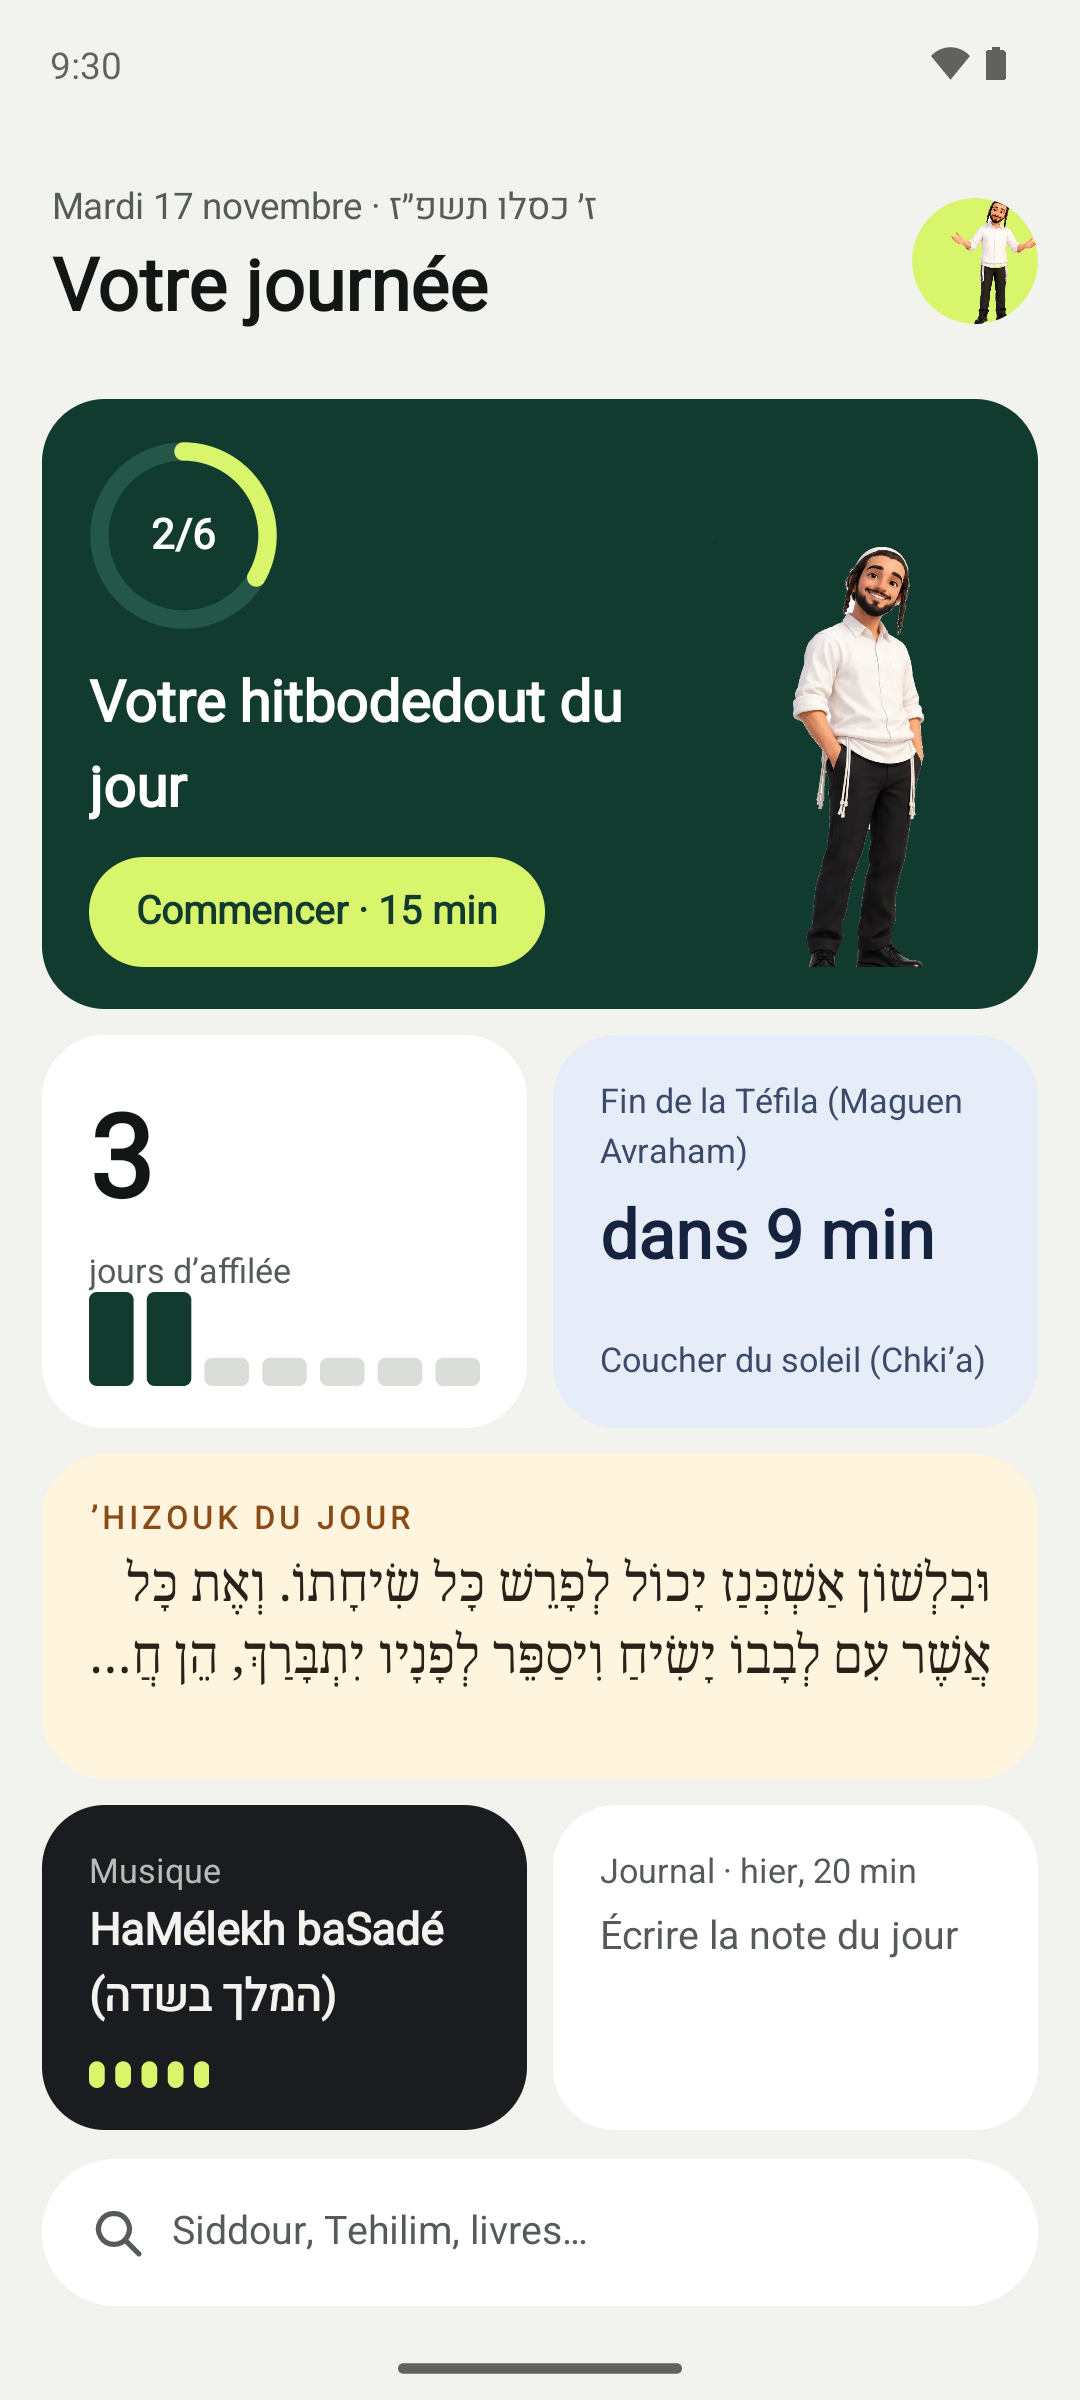 9:30
Mardi 17 novembre · ז׳ כסלו תשפ״ז
Votre journée
2/6
Votre hitbodedout du
jour
Commencer · 15 min
3
jours d’affilée
Fin de la Téfila (Maguen
Avraham)
dans 9 min
Coucher du soleil (Chki’a)
’HIZOUK DU JOUR
וּבִלְשׁוֹן אַשְׁכְּנַז יָכוֹל לְפָרֵשׁ כָּל שִׂיחָתוֹ. וְאֶת כָּל
אֲשֶׁר עִם לְבָבוֹ יָשִׂיחַ וִיסַפֵּר לְפָנָיו יִתְבָּרַךְ, הֵן חֲ...
Musique
HaMélekh baSadé
(המלך בשדה)
Journal · hier, 20 min
Écrire la note du jour
Siddour, Tehilim, livres…